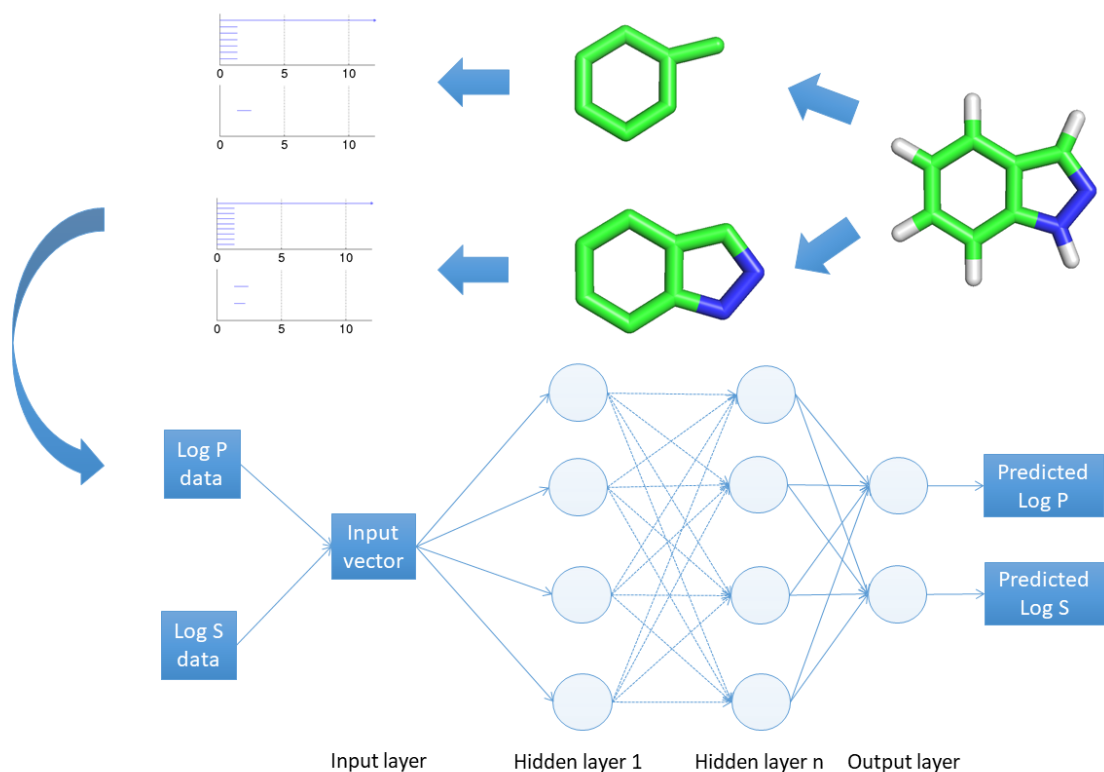 0 5 10
0 5 10
0 5 10
0 5 10
Log P
data
Input
vector
Log S
data
Predicted
Log P
Predicted
Log S
Input layer
Hidden layer 1
Hidden layer n
Output layer